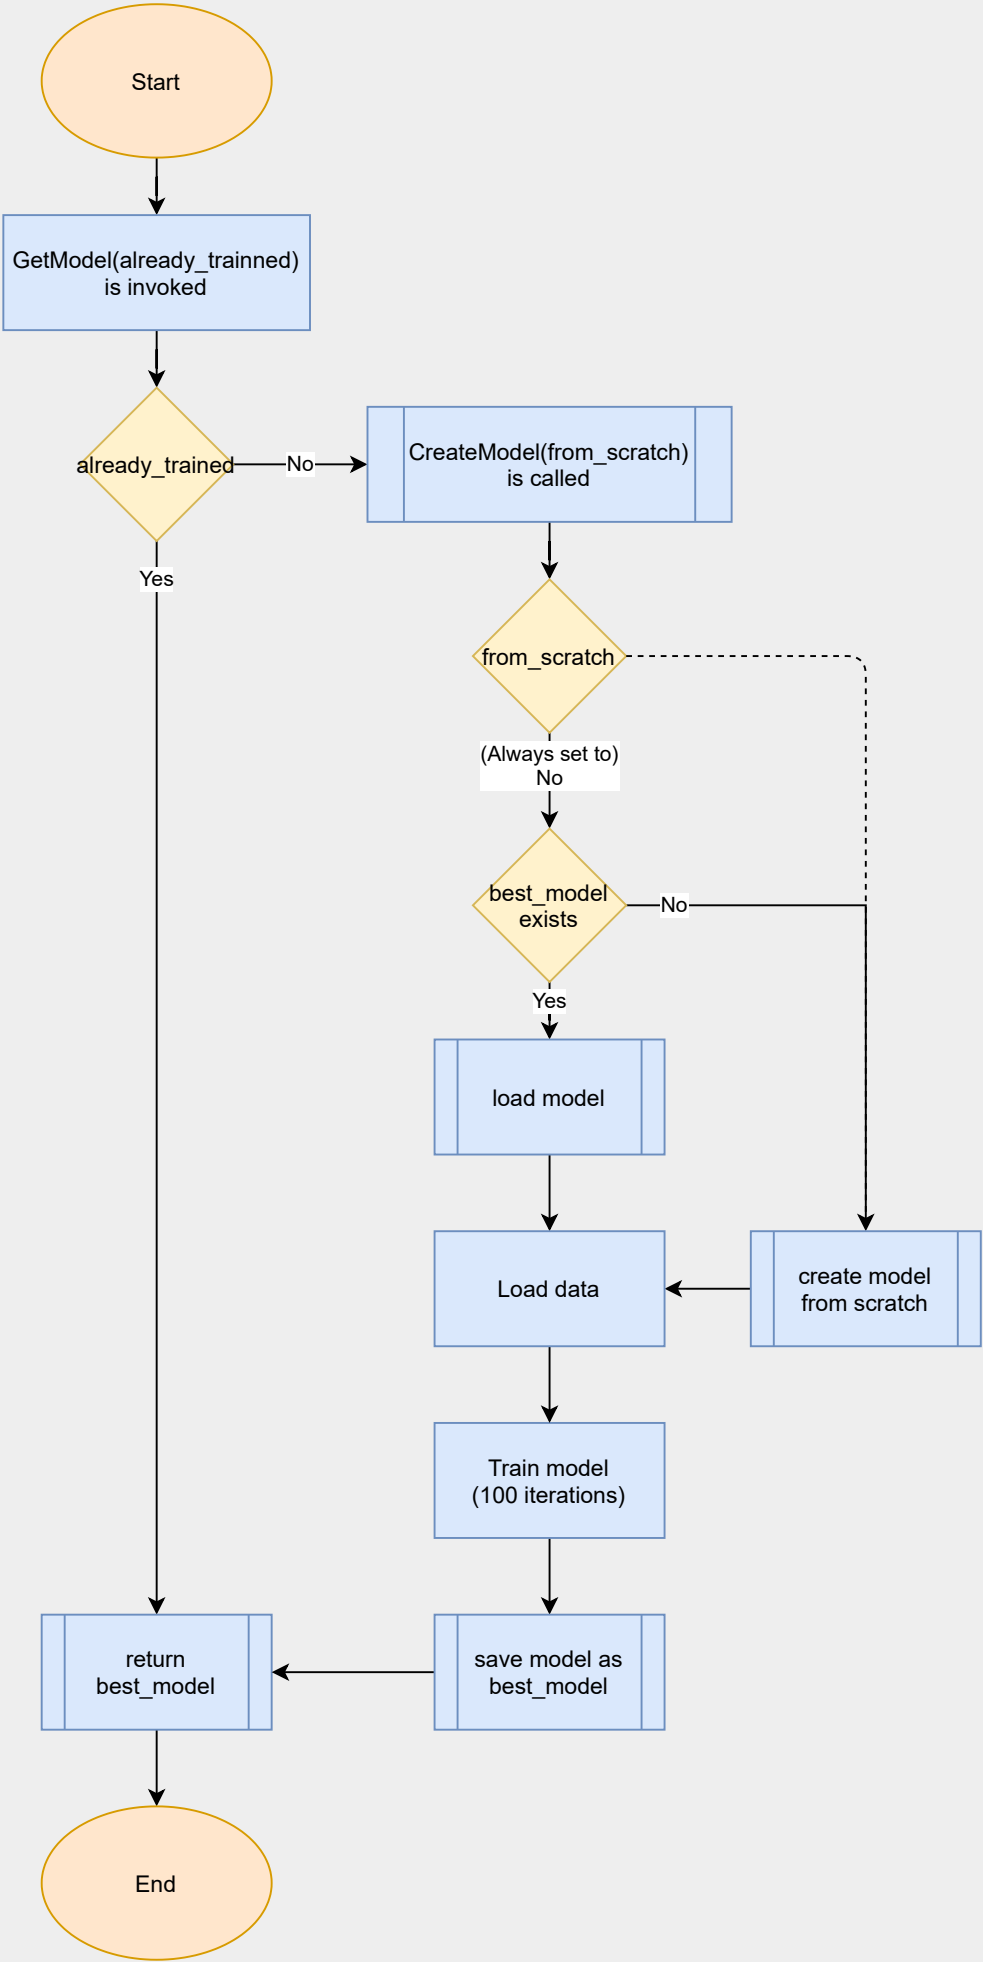 Start
GetModel(already_trainned)
is invoked
already_trained
No
CreateModel(from_scratch)
is called
Yes
from_scratch
(Always set to)
No
best_model
exists
No
Yes
load model
Load data
create model
from scratch
Train model
(100 iterations)
return
best_model
save model as
best_model
End